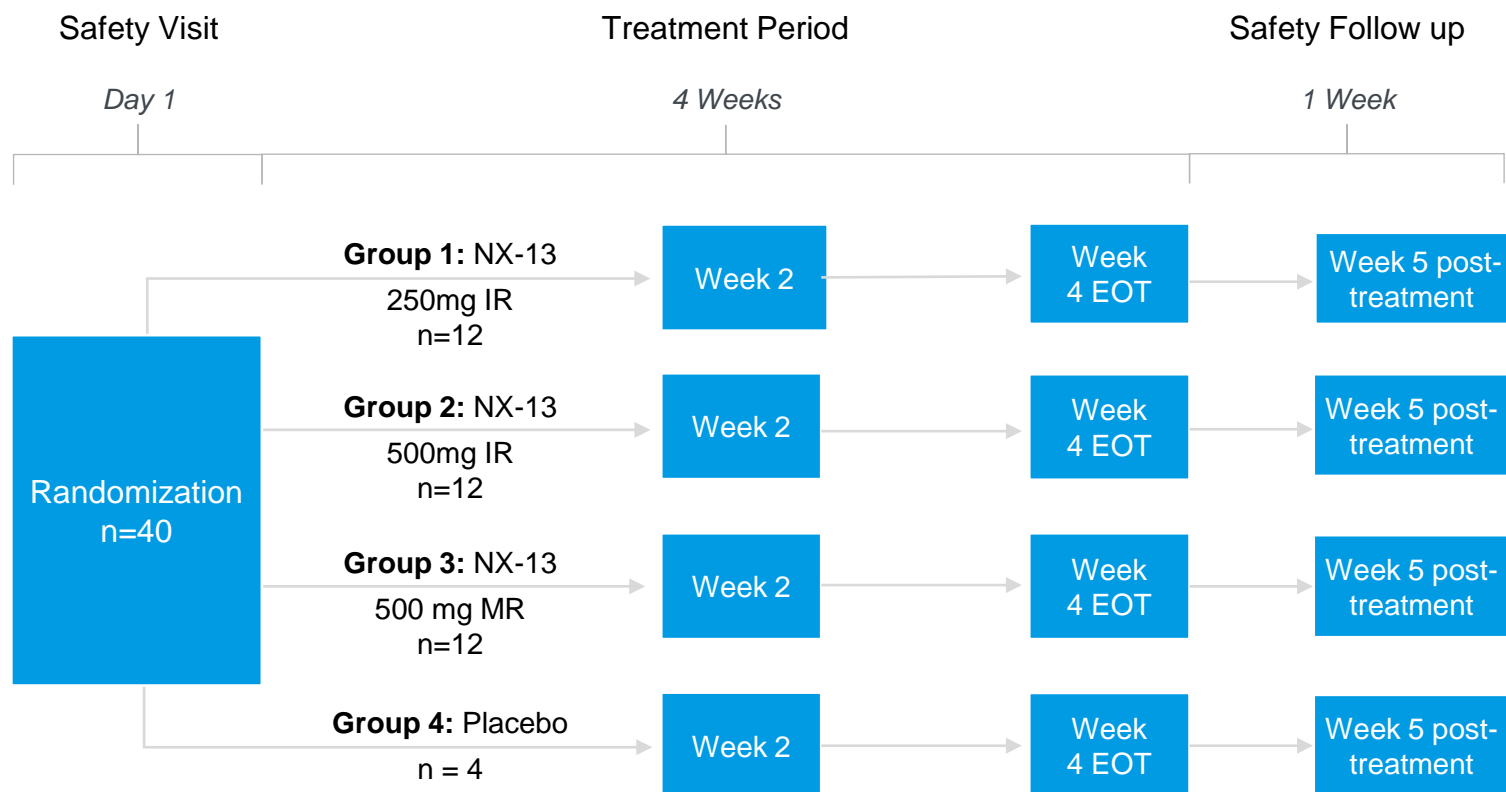 Safety Visit
Treatment Period
Safety Follow up
Day 1
4 Weeks
1 Week
Group 1: NX-13
250mg IR
n=12
Week 2
Week
4 EOT
Week 5 post-
treatment
Randomization
n=40
Group 2: NX-13
500mg IR
n=12
Week 2
Week
4 EOT
Week 5 post-
treatment
Group 3: NX-13
500 mg MR
n=12
Week 2
Week
4 EOT
Week 5 post-
treatment
Group 4: Placebo
n = 4
Week 2
Week
4 EOT
Week 5 post-
treatment